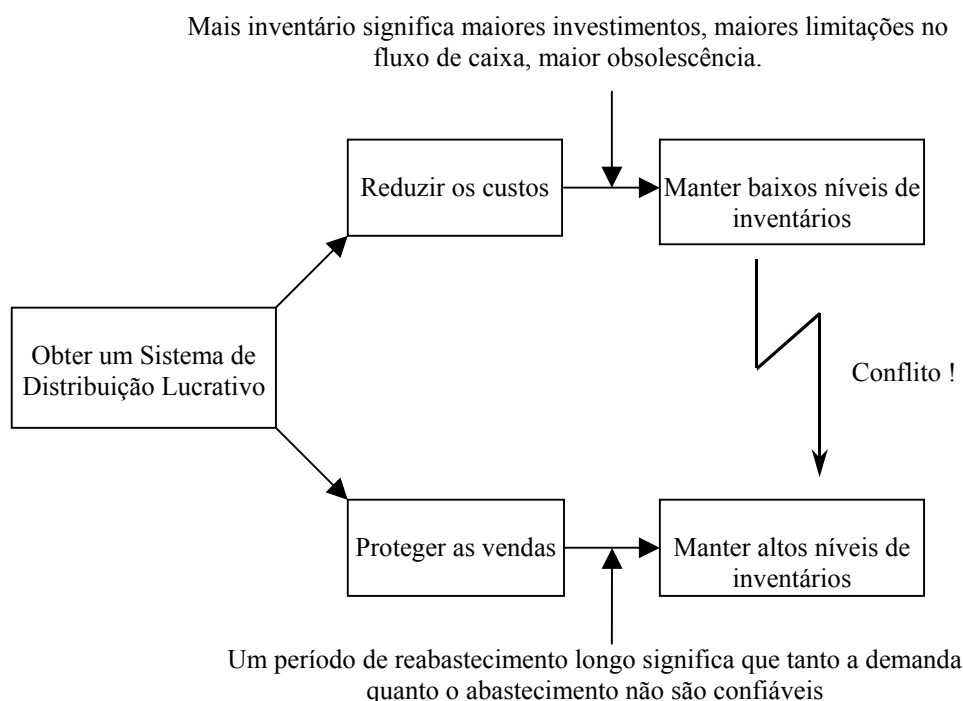 Mais inventário significa maiores investimentos, maiores limitações no
fluxo de caixa, maior obsolescência.
Reduzir os custos
Manter baixos níveis de
inventários
Obter um Sistema de
Distribuição Lucrativo
Conflito !
Proteger as vendas
Manter altos níveis de
inventários
Um período de reabastecimento longo significa que tanto a demanda
quanto o abastecimento não são confiáveis